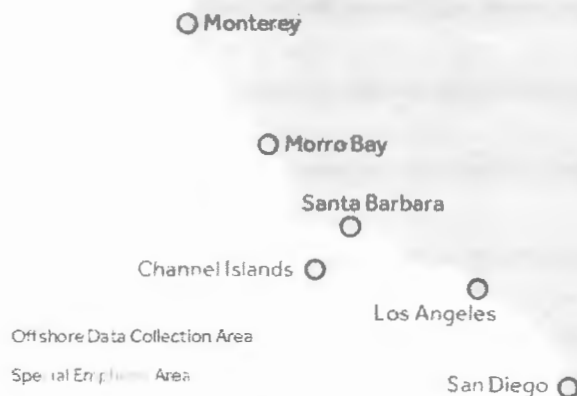 Monterey
Morro Bay
Santa Barbara
Channel Islands
Los Angeles
Offshore Data Collection Area
Area
San Diego